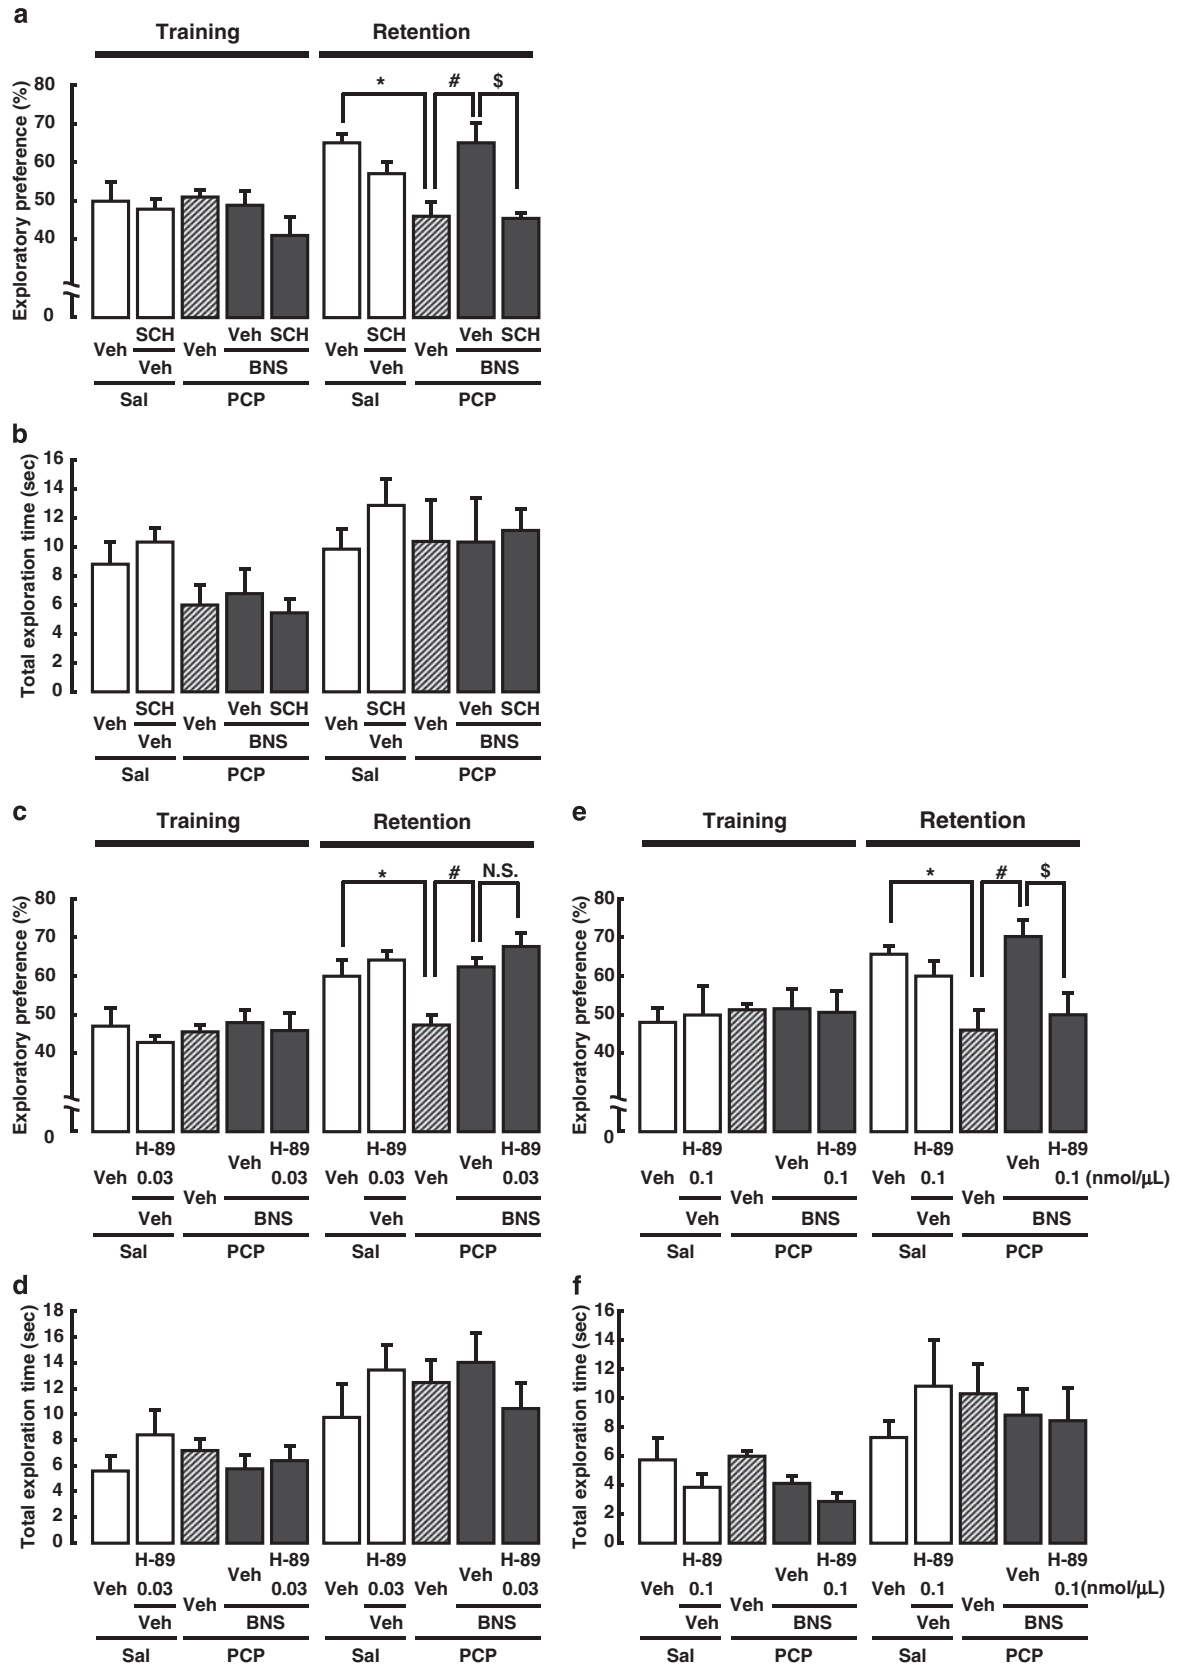 a
Training Retention
* # $
Exploratory preference (%)
80
70
60
50
40
0
SCH Veh SCH SCH Veh SCH
Veh Veh Veh Veh
Veh BNS Veh BNS
Sal PCP Sal PCP
b
Total exploration time (sec)
16
14
12
10
8
6
4
2
0
SCH Veh SCH SCH Veh SCH
Veh Veh Veh Veh
Veh BNS Veh BNS
Sal PCP Sal PCP
c
Training Retention
* # N.S.
Exploratory preference (%)
80
70
60
50
40
0
H-89 H-89 H-89 H-89
Veh Veh Veh
Veh 0.03 0.03 Veh 0.03 Veh 0.03
Veh
Veh BNS Veh BNS
Sal PCP Sal PCP
e
Training Retention
* # $
Exploratory preference (%)
80
70
60
50
40
0
H-89 H-89 H-89 H-89
Veh Veh
Veh 0.1 0.1 Veh 0.1 0.1 (nmol/μL)
Veh Veh
Veh BNS Veh BNS
Sal PCP Sal PCP
d
Total exploration time (sec)
18
16
14
12
10
8
6
4
2
0
H-89 H-89 H-89 H-89
Veh Veh
Veh 0.03 0.03 Veh 0.03 Veh 0.03
Veh
Veh BNS Veh BNS
Sal PCP Sal PCP
f
Total exploration time (sec)
16
14
12
10
8
6
4
2
0
H-89 H-89 H-89 H-89
Veh Veh
Veh 0.1 0.1 Veh 0.1 0.1(nmol/μL)
Veh Veh
Veh BNS Veh BNS
Sal PCP Sal PCP